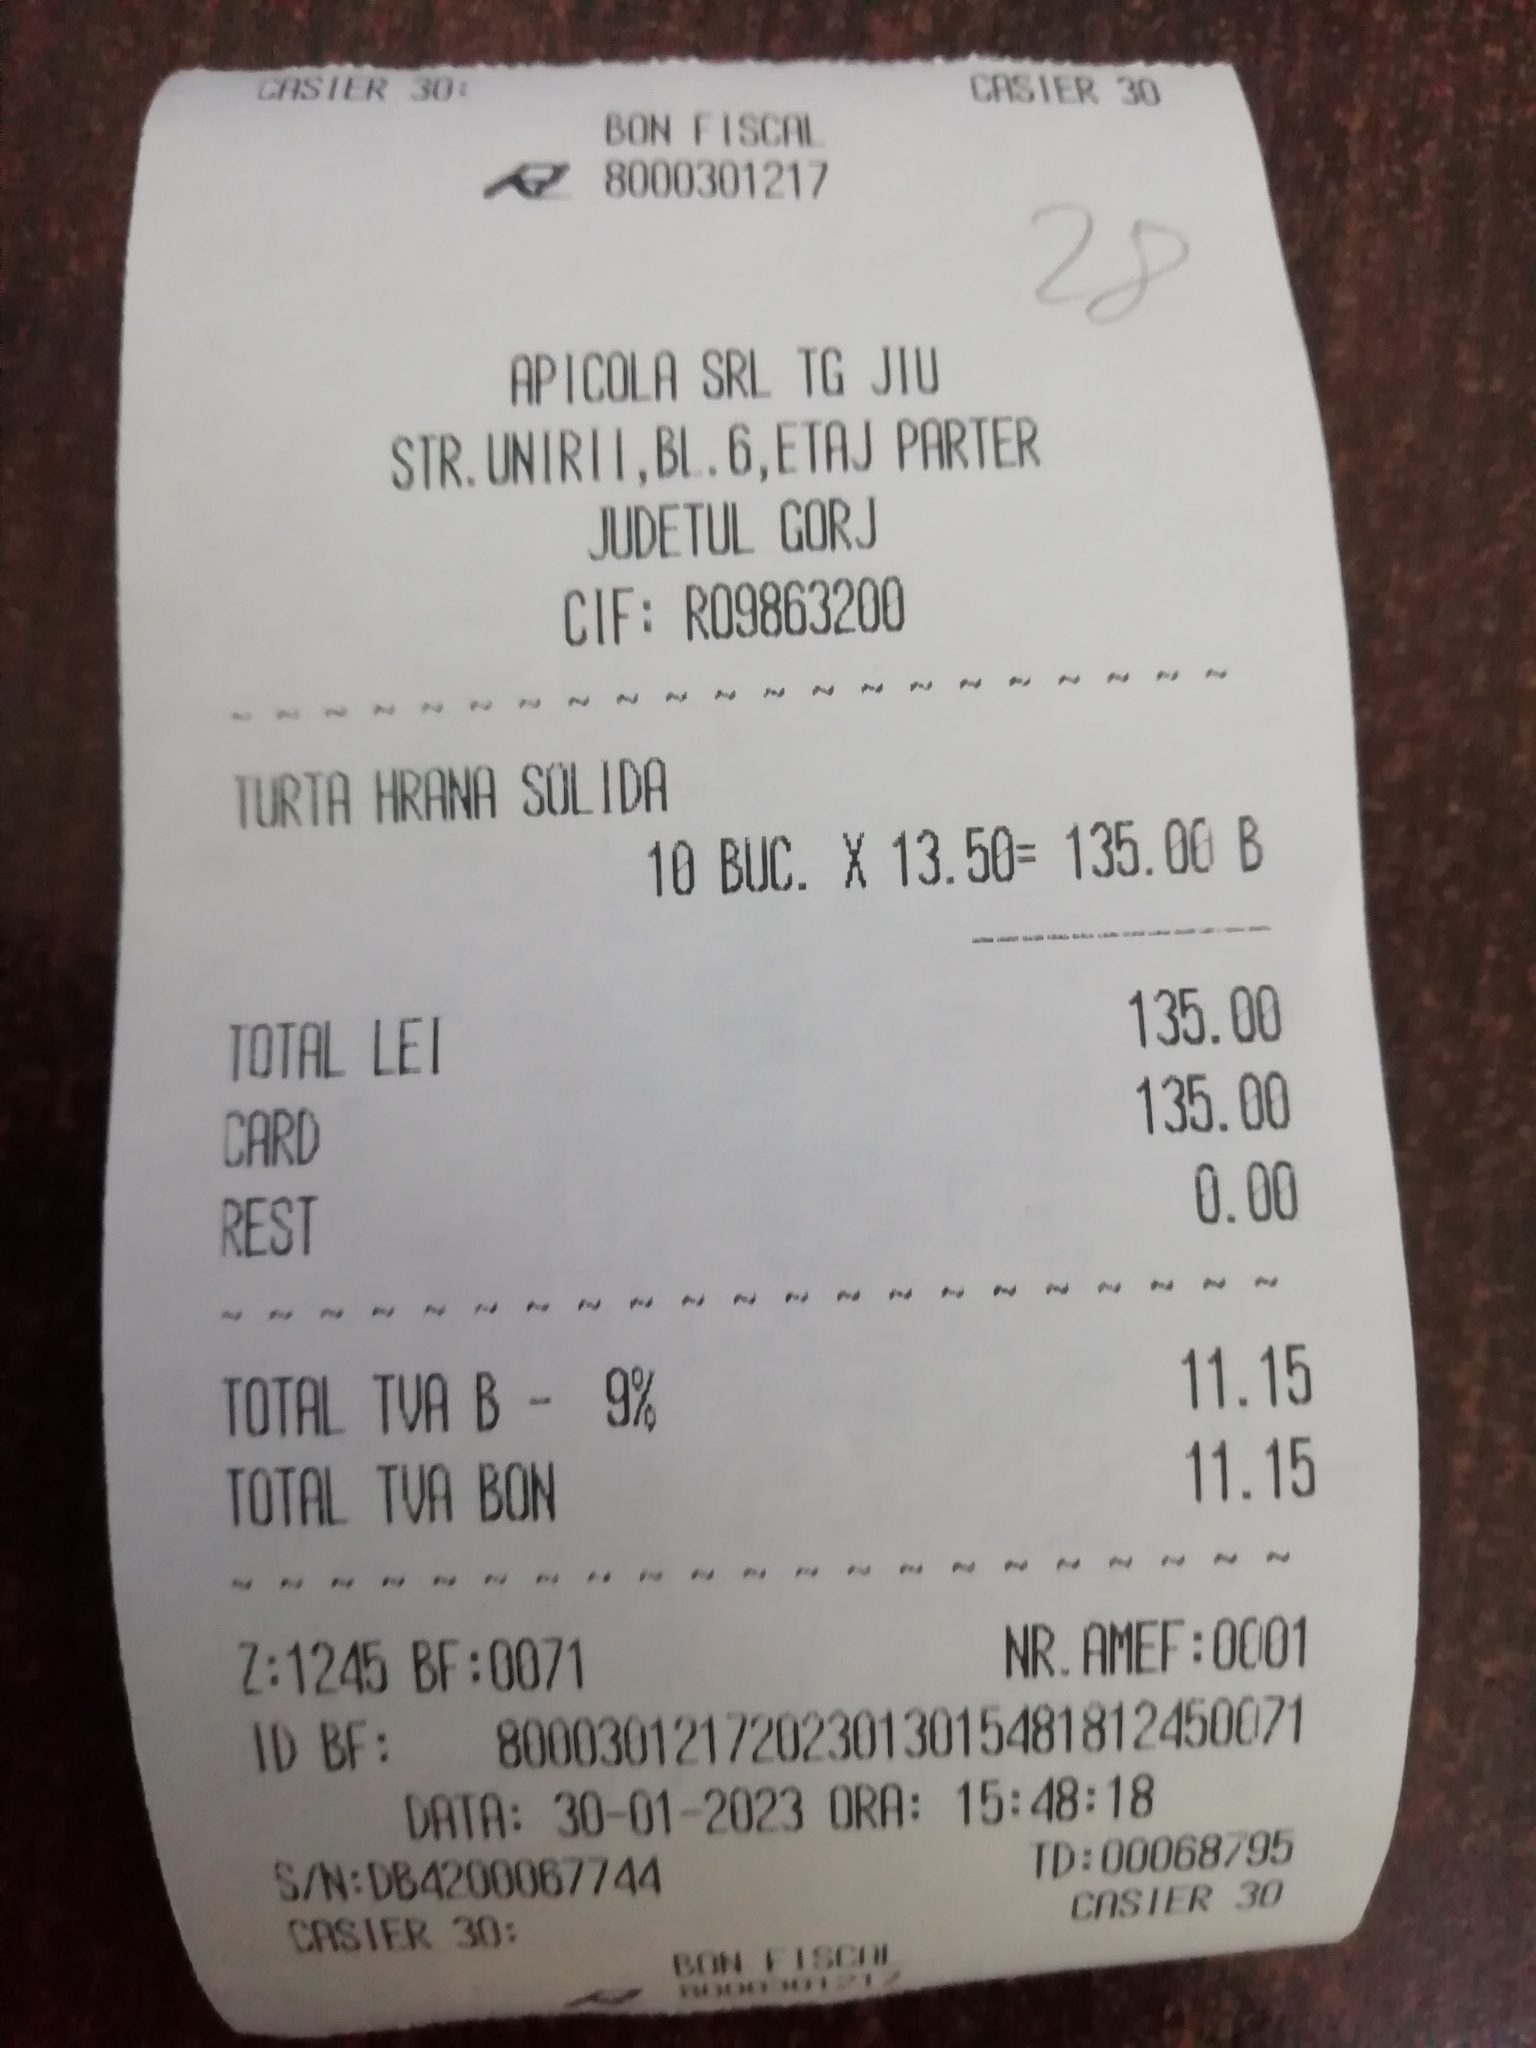 CASIER 30: CASIER 30
BON FISCAL
8000301217
28
APICOLA SRL TG JIU
STR.UNIRII,BL.6,ETAJ PARTER
JUDETUL GORJ
CIF: RO9863200
~ ~ ~ ~ ~ ~ ~ ~ ~ ~ ~ ~ ~ ~ ~ ~ ~ ~ ~ ~ ~
TURTA HRANA SOLIDA
10 BUC. X 13.50= 135.00 B
TOTAL LEI 135.00
CARD 135.00
REST 0.00
~ ~ ~ ~ ~ ~ ~ ~ ~ ~ ~ ~ ~ ~ ~ ~ ~ ~ ~ ~ ~
TOTAL TVA B - 9% 11.15
TOTAL TVA BON 11.15
~ ~ ~ ~ ~ ~ ~ ~ ~ ~ ~ ~ ~ ~ ~ ~ ~ ~ ~ ~ ~
Z:1245 BF:0071 NR.AMEF:0001
ID BF: 80003012172023013015481812450071
DATA: 30-01-2023 ORA: 15:48:18
S/N:DB4200067744 TD:00068795
CASIER 30: CASIER 30
BON FISCAL
8000301217